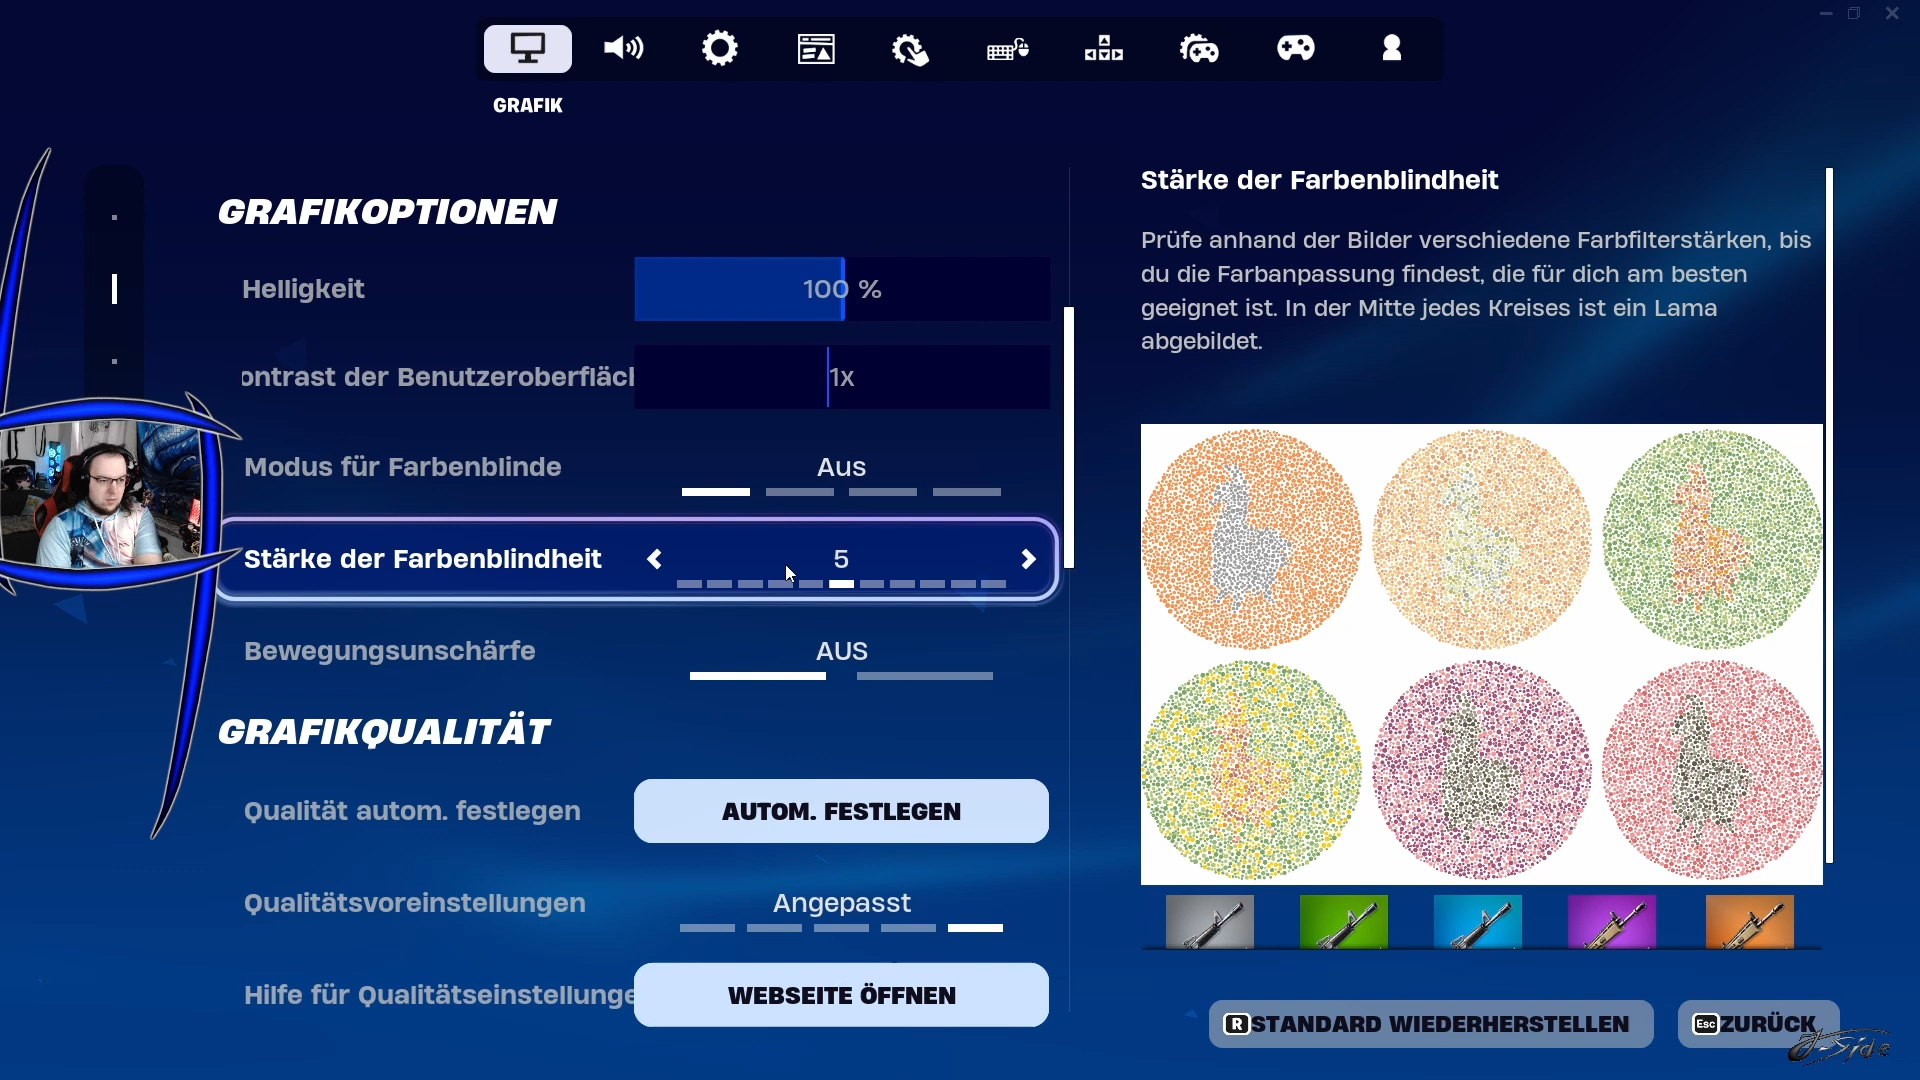 GRAFIK
GRAFIKOPTIONEN
Helligkeit
100 %
ontrast der Benutzeroberfläch
1x
Modus für Farbenblinde
Aus
Stärke der Farbenblindheit
5
Bewegungsunschärfe
AUS
GRAFIKQUALITÄT
Qualität autom. festlegen
AUTOM. FESTLEGEN
Qualitätsvoreinstellungen
Angepasst
Hilfe für Qualitätseinstellunge
WEBSEITE ÖFFNEN
Stärke der Farbenblindheit
Prüfe anhand der Bilder verschiedene Farbfilterstärken, bis
du die Farbanpassung findest, die für dich am besten
geeignet ist. In der Mitte jedes Kreises ist ein Lama
abgebildet.
R STANDARD WIEDERHERSTELLEN
Esc ZURÜCK